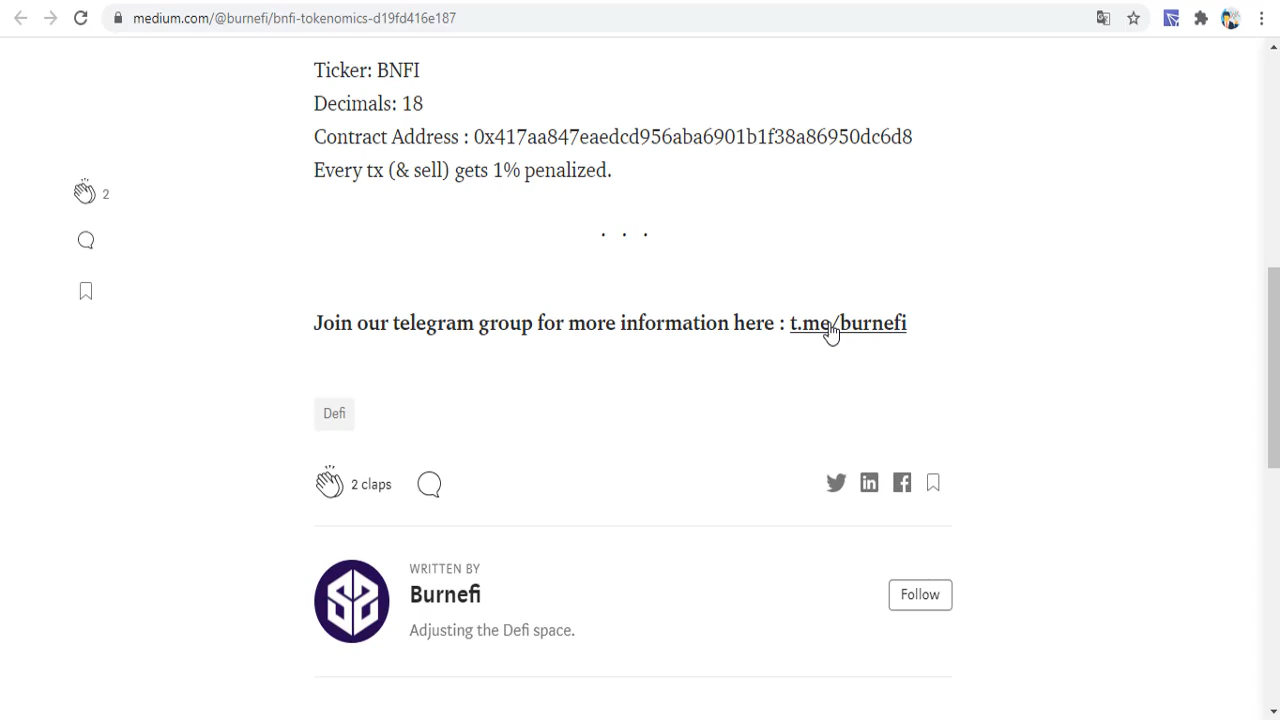 medium.com/@burnefi/bnfi-tokenomics-d19fd416e187
Ticker: BNFI
Decimals: 18
Contract Address : 0x417aa847eaedcd956aba6901b1f38a86950dc6d8
Every tx (& sell) gets 1% penalized.
2
. . .
Join our telegram group for more information here : t.me/burnefi
Defi
2 claps
WRITTEN BY
Burnefi
Follow
Adjusting the Defi space.